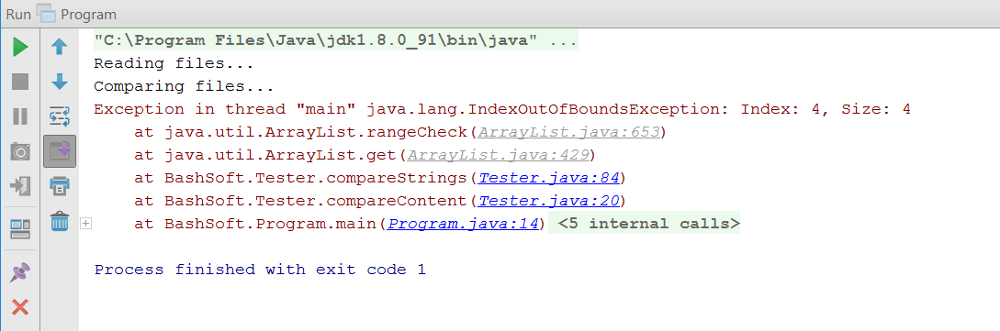 Run Program
"C:\Program Files\Java\jdk1.8.0_91\bin\java" ...
Reading files...
Comparing files...
Exception in thread "main" java.lang.IndexOutOfBoundsException: Index: 4, Size: 4
at java.util.ArrayList.rangeCheck(ArrayList.java:653)
at java.util.ArrayList.get(ArrayList.java:429)
at BashSoft.Tester.compareStrings(Tester.java:84)
at BashSoft.Tester.compareContent(Tester.java:20)
at BashSoft.Program.main(Program.java:14) <5 internal calls>
Process finished with exit code 1